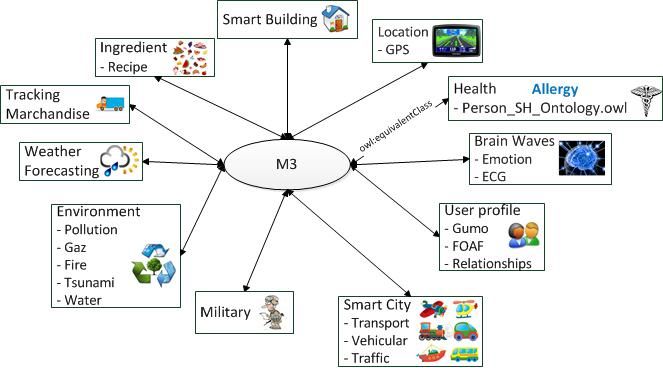 Smart Building
Ingredient
- Recipe
Location
- GPS
Tracking
Marchandise
Health Allergy
- Person_SH_Ontology.owl
owl:equivalentClass
Weather
Forecasting
M3
Brain Waves
- Emotion
- ECG
Environment
- Pollution
- Gaz
- Fire
- Tsunami
- Water
User profile
- Gumo
- FOAF
- Relationships
Military
Smart City
- Transport
- Vehicular
- Traffic